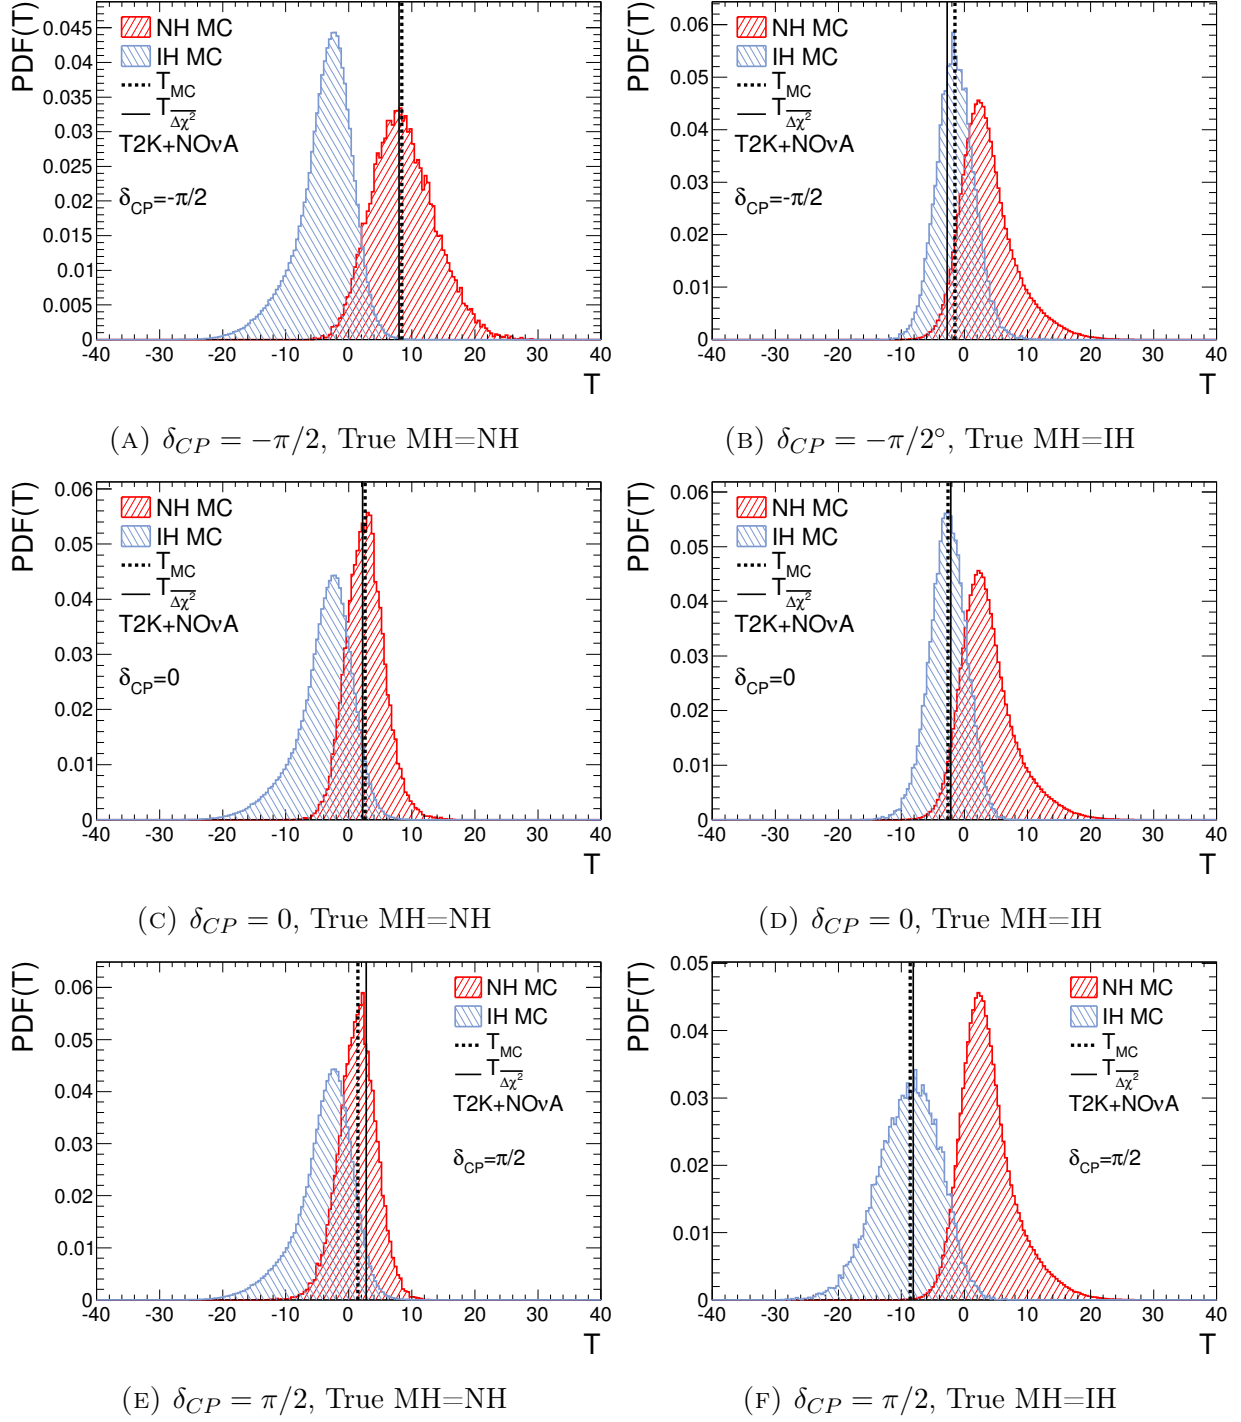 PDF(T)
0.045
0.04
0.035
0.03
0.025
0.02
0.015
0.01
0.005
0
NH MC
IH MC
T_MC
T_Δχ²
T2K+NOνA
δ_CP=-π/2
-40 -30 -20 -10 0 10 20 30 40
T
(A) δ_CP = −π/2, True MH=NH
PDF(T)
0.06
0.05
0.04
0.03
0.02
0.01
0
NH MC
IH MC
T_MC
T_Δχ²
T2K+NOνA
δ_CP=-π/2
-40 -30 -20 -10 0 10 20 30 40
T
(B) δ_CP = −π/2°, True MH=IH
PDF(T)
0.06
0.05
0.04
0.03
0.02
0.01
0
NH MC
IH MC
T_MC
T_Δχ²
T2K+NOνA
δ_CP=0
-40 -30 -20 -10 0 10 20 30 40
T
(C) δ_CP = 0, True MH=NH
PDF(T)
0.06
0.05
0.04
0.03
0.02
0.01
0
NH MC
IH MC
T_MC
T_Δχ²
T2K+NOνA
δ_CP=0
-40 -30 -20 -10 0 10 20 30 40
T
(D) δ_CP = 0, True MH=IH
PDF(T)
0.06
0.05
0.04
0.03
0.02
0.01
0
NH MC
IH MC
T_MC
T_Δχ²
T2K+NOνA
δ_CP=π/2
-40 -30 -20 -10 0 10 20 30 40
T
(E) δ_CP = π/2, True MH=NH
PDF(T)
0.05
0.04
0.03
0.02
0.01
0
NH MC
IH MC
T_MC
T_Δχ²
T2K+NOνA
δ_CP=π/2
-40 -30 -20 -10 0 10 20 30 40
T
(F) δ_CP = π/2, True MH=IH